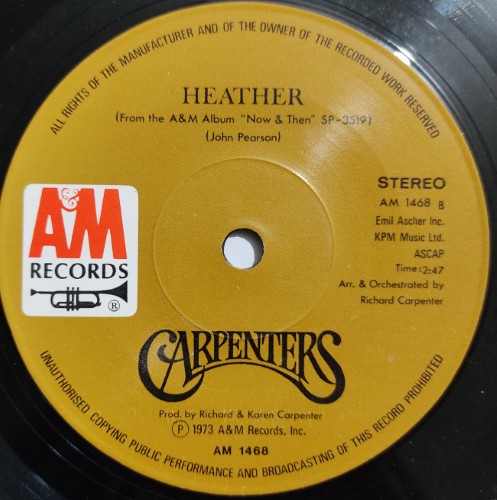 ALL RIGHTS OF THE MANUFACTURER AND OF THE OWNER OF THE RECORDED WORK RESERVED
HEATHER
(From the A&M Album "Now & Then" SP-3519)
(John Pearson)
STEREO
AM 1468 B
Emil Ascher Inc.
KPM Music Ltd.
ASCAP
Time:2:47
Arr. & Orchestrated by
Richard Carpenter
A&M
RECORDS
®
CARPENTERS
Prod. by Richard & Karen Carpenter
Ⓟ 1973 A&M Records, Inc.
AM 1468
UNAUTHORISED COPYING PUBLIC PERFORMANCE AND BROADCASTING OF THIS RECORD PROHIBITED